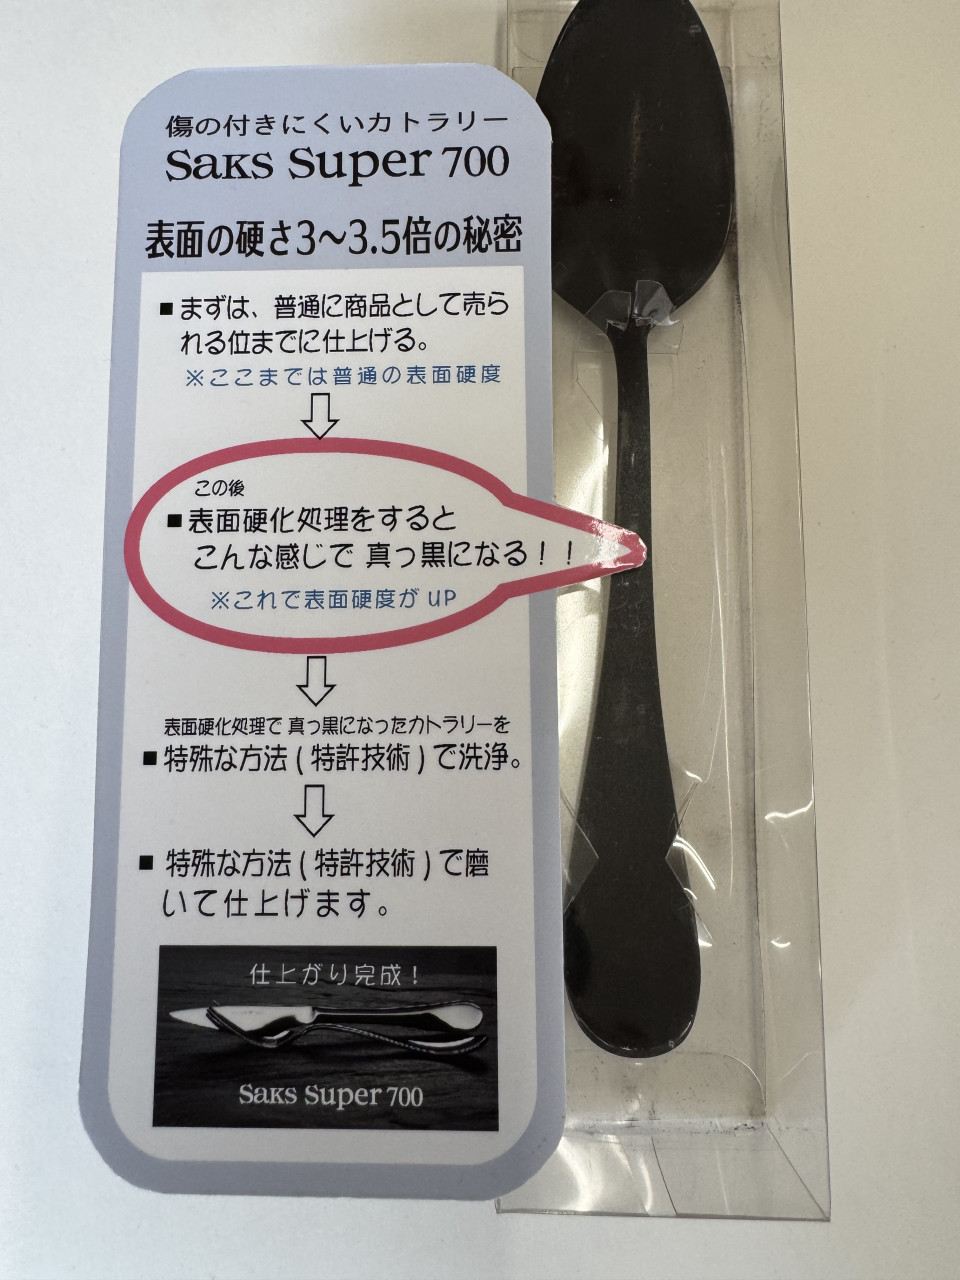 傷の付きにくいカトラリー
SaKS Super 700
表面の硬さ3～3.5倍の秘密
■まずは、普通に商品として売ら
れる位までに仕上げる。
※ここまでは普通の表面硬度
この後
■表面硬化処理をすると
こんな感じで 真っ黒になる！！
※これで表面硬度が UP
表面硬化処理で 真っ黒になったカトラリーを
■特殊な方法 ( 特許技術 ) で洗浄。
■ 特殊な方法 ( 特許技術 ) で磨
いて仕上げます。
仕上がり完成！
SaKS Super 700